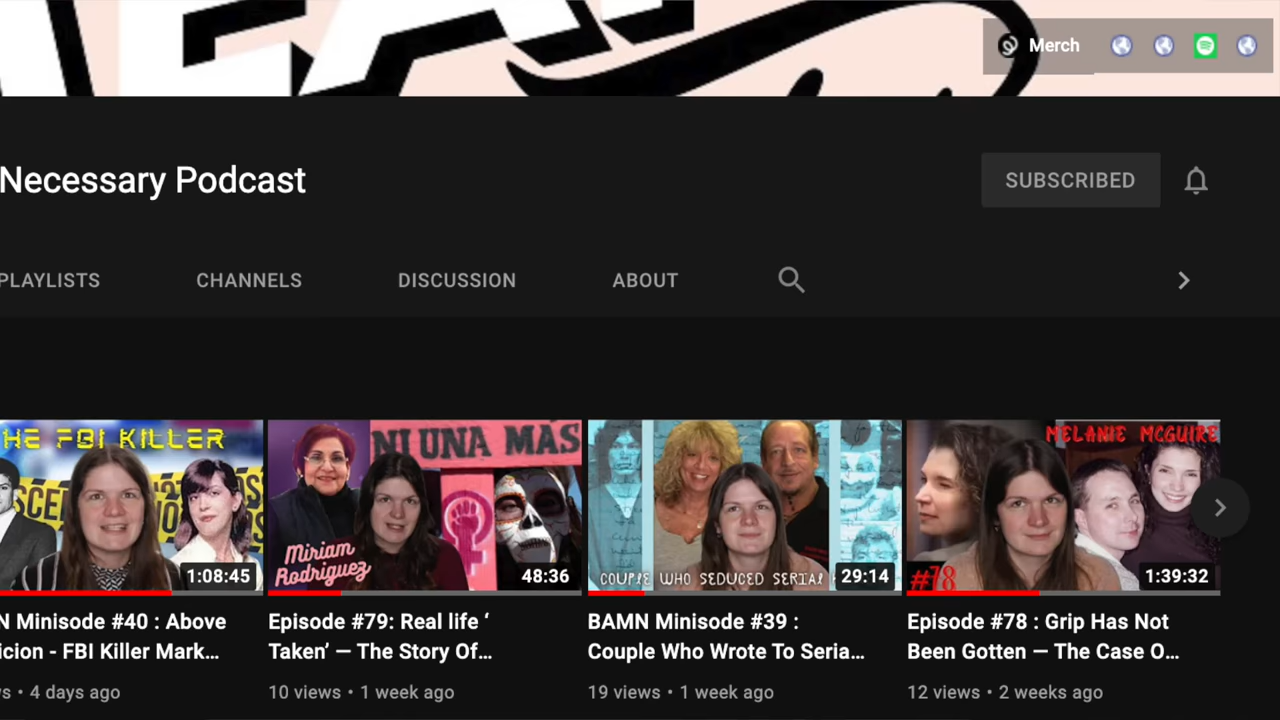 Merch
Necessary Podcast
SUBSCRIBED
PLAYLISTS
CHANNELS
DISCUSSION
ABOUT
HE FBI KILLER
1:08:45
NI UNA MÁS
Miriam
Rodriguez
48:36
COUPLE WHO SEDUCED SERIAL
29:14
MELANIE MCGUIRE
#78
1:39:32
N Minisode #40 : Above
icion - FBI Killer Mark...
s • 4 days ago
Episode #79: Real life ‘
Taken’ — The Story Of...
10 views • 1 week ago
BAMN Minisode #39 :
Couple Who Wrote To Seria...
19 views • 1 week ago
Episode #78 : Grip Has Not
Been Gotten — The Case O...
12 views • 2 weeks ago